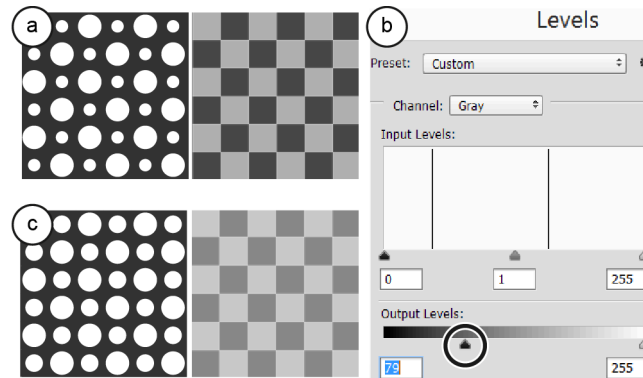 a
b
Levels
Preset: Custom
Channel: Gray
Input Levels:
0 1 255
Output Levels:
79 255
c